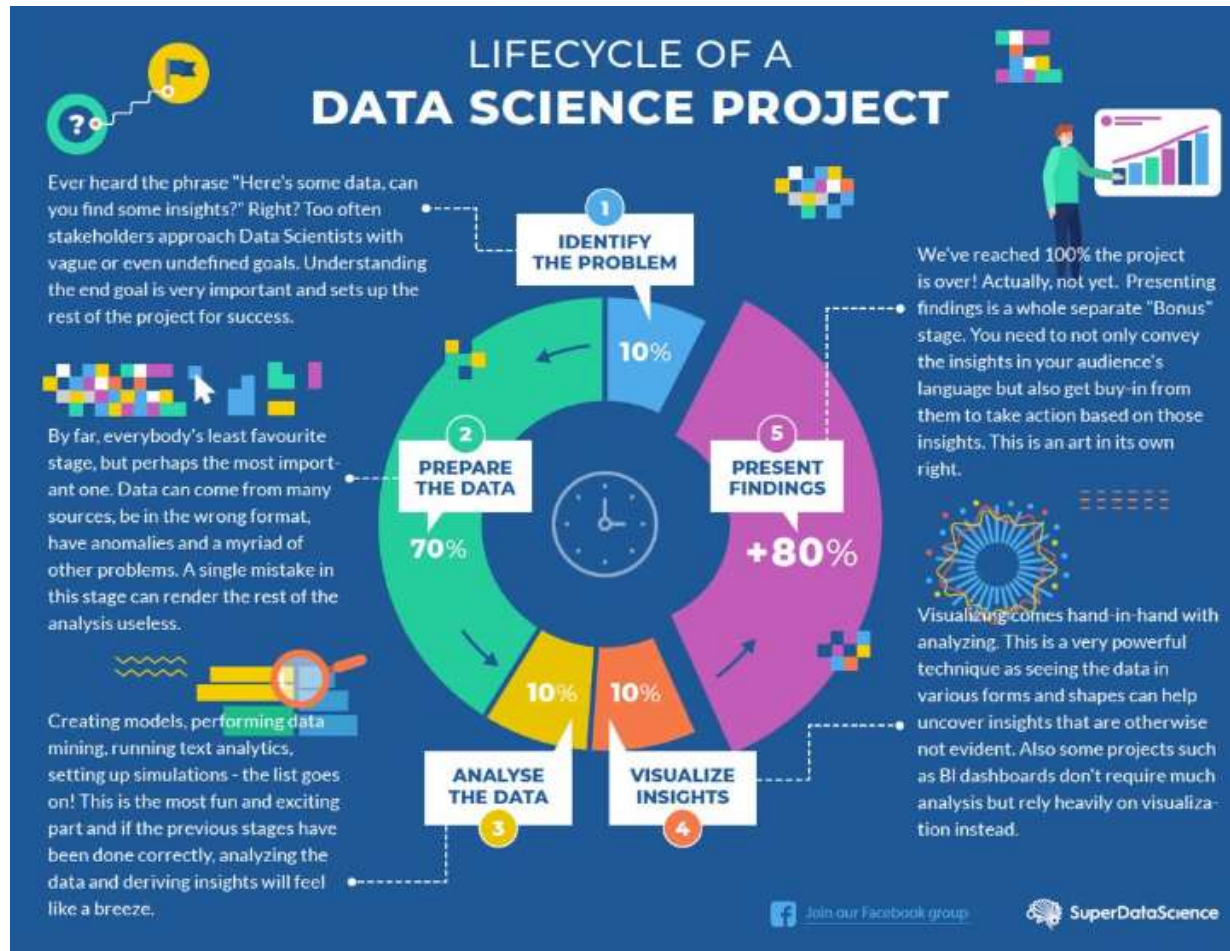 LIFECYCLE OF A
DATA SCIENCE PROJECT
?
Ever heard the phrase "Here's some data, can
you find some insights?" Right? Too often
stakeholders approach Data Scientists with
vague or even undefined goals. Understanding
the end goal is very important and sets up the
rest of the project for success.
1
IDENTIFY
THE PROBLEM
10%
By far, everybody's least favourite
stage, but perhaps the most import-
ant one. Data can come from many
sources, be in the wrong format,
have anomalies and a myriad of
other problems. A single mistake in
this stage can render the rest of the
analysis useless.
2
PREPARE
THE DATA
70%
Creating models, performing data
mining, running text analytics,
setting up simulations - the list goes
on! This is the most fun and exciting
part and if the previous stages have
been done correctly, analyzing the
data and deriving insights will feel
like a breeze.
10%
ANALYSE
THE DATA
3
10%
VISUALIZE
INSIGHTS
4
Visualizing comes hand-in-hand with
analyzing. This is a very powerful
technique as seeing the data in
various forms and shapes can help
uncover insights that are otherwise
not evident. Also some projects such
as BI dashboards don't require much
analysis but rely heavily on visualiza-
tion instead.
5
PRESENT
FINDINGS
+80%
We've reached 100% the project
is over! Actually, not yet. Presenting
findings is a whole separate "Bonus"
stage. You need to not only convey
the insights in your audience's
language but also get buy-in from
them to take action based on those
insights. This is an art in its own
right.
f Join our Facebook group
SuperDataScience